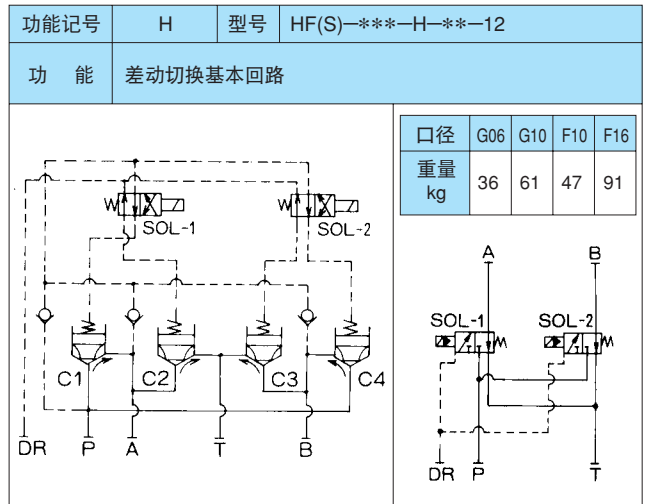 功能记号 H 型号 HF(S)—***—H—**—12
功 能 差动切换基本回路
口径 G06 G10 F10 F16
重量
kg 36 61 47 91
SOL-1 SOL-2
C1 C2 C3 C4
DR P A T B
A B
SOL-1 SOL-2
DR P T